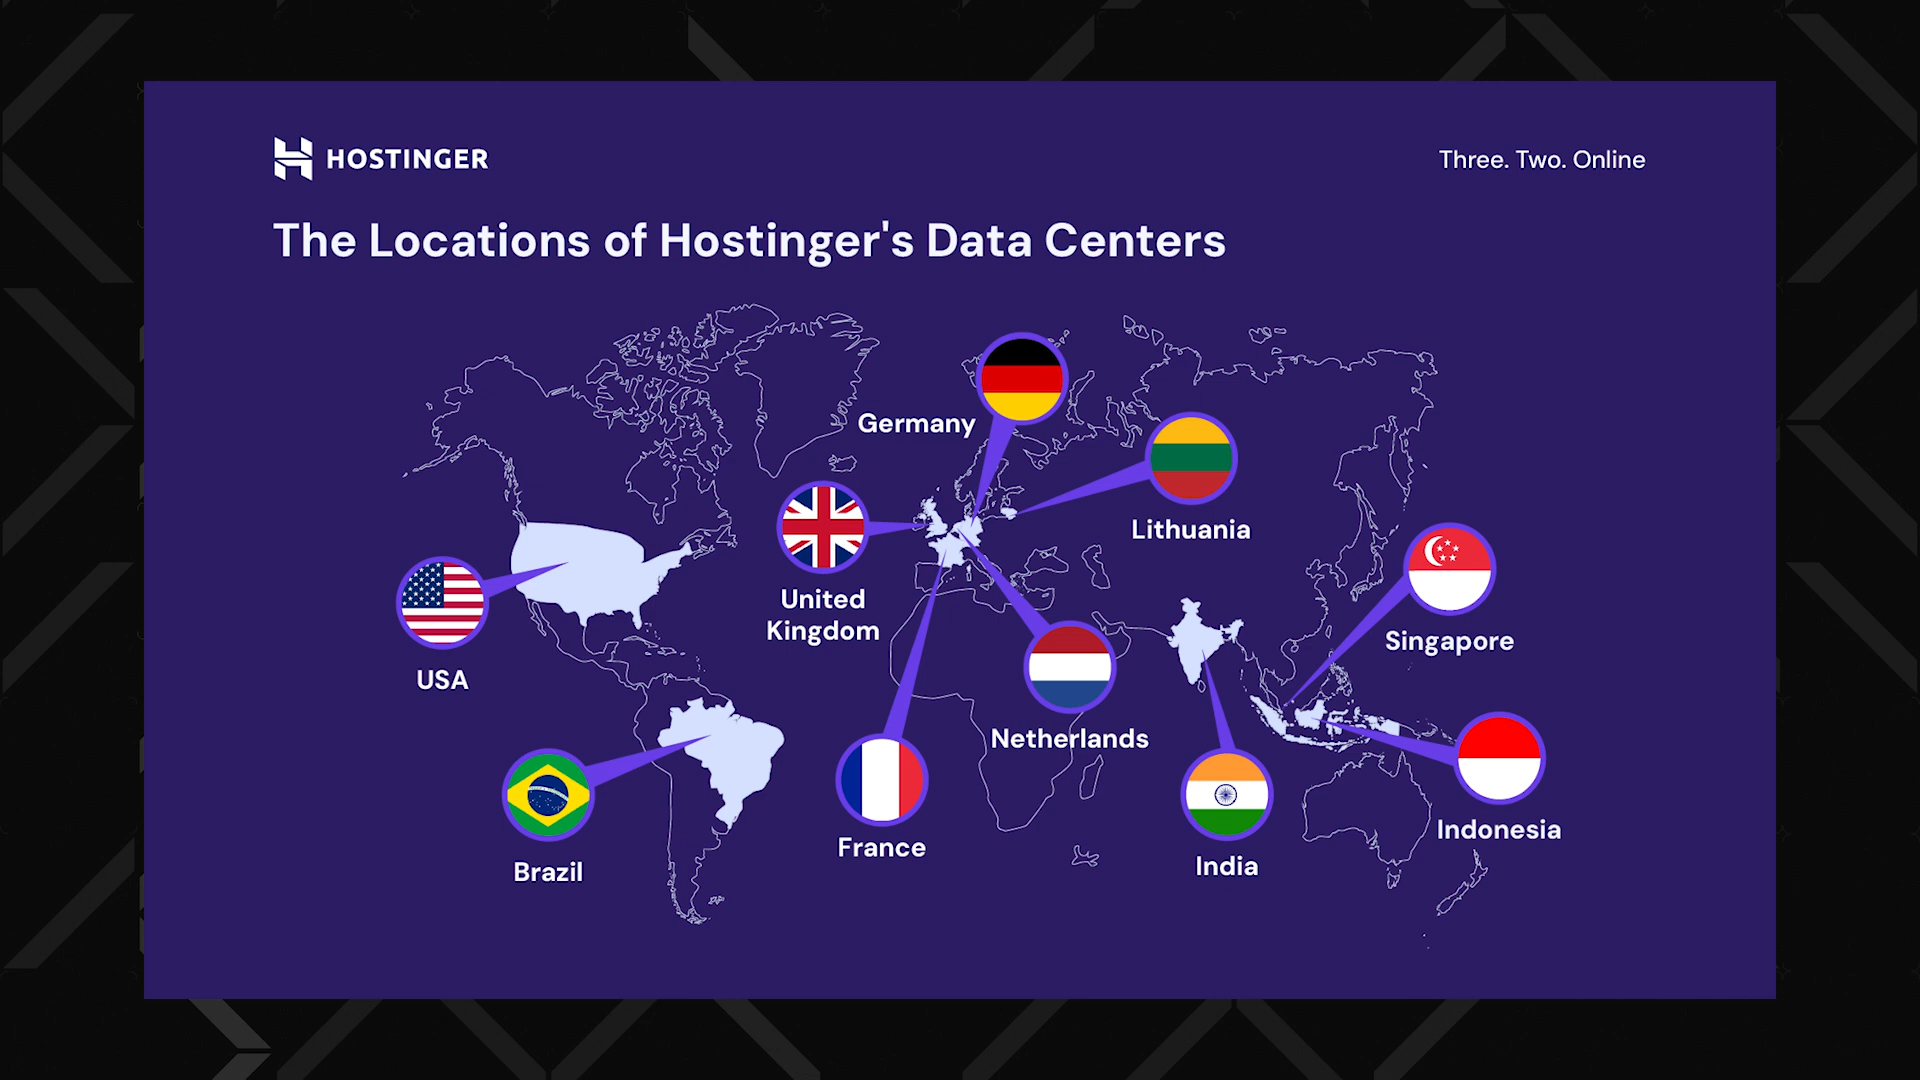 HOSTINGER
Three. Two. Online
The Locations of Hostinger's Data Centers
Germany
Lithuania
United
Kingdom
Singapore
USA
Netherlands
Indonesia
France
India
Brazil